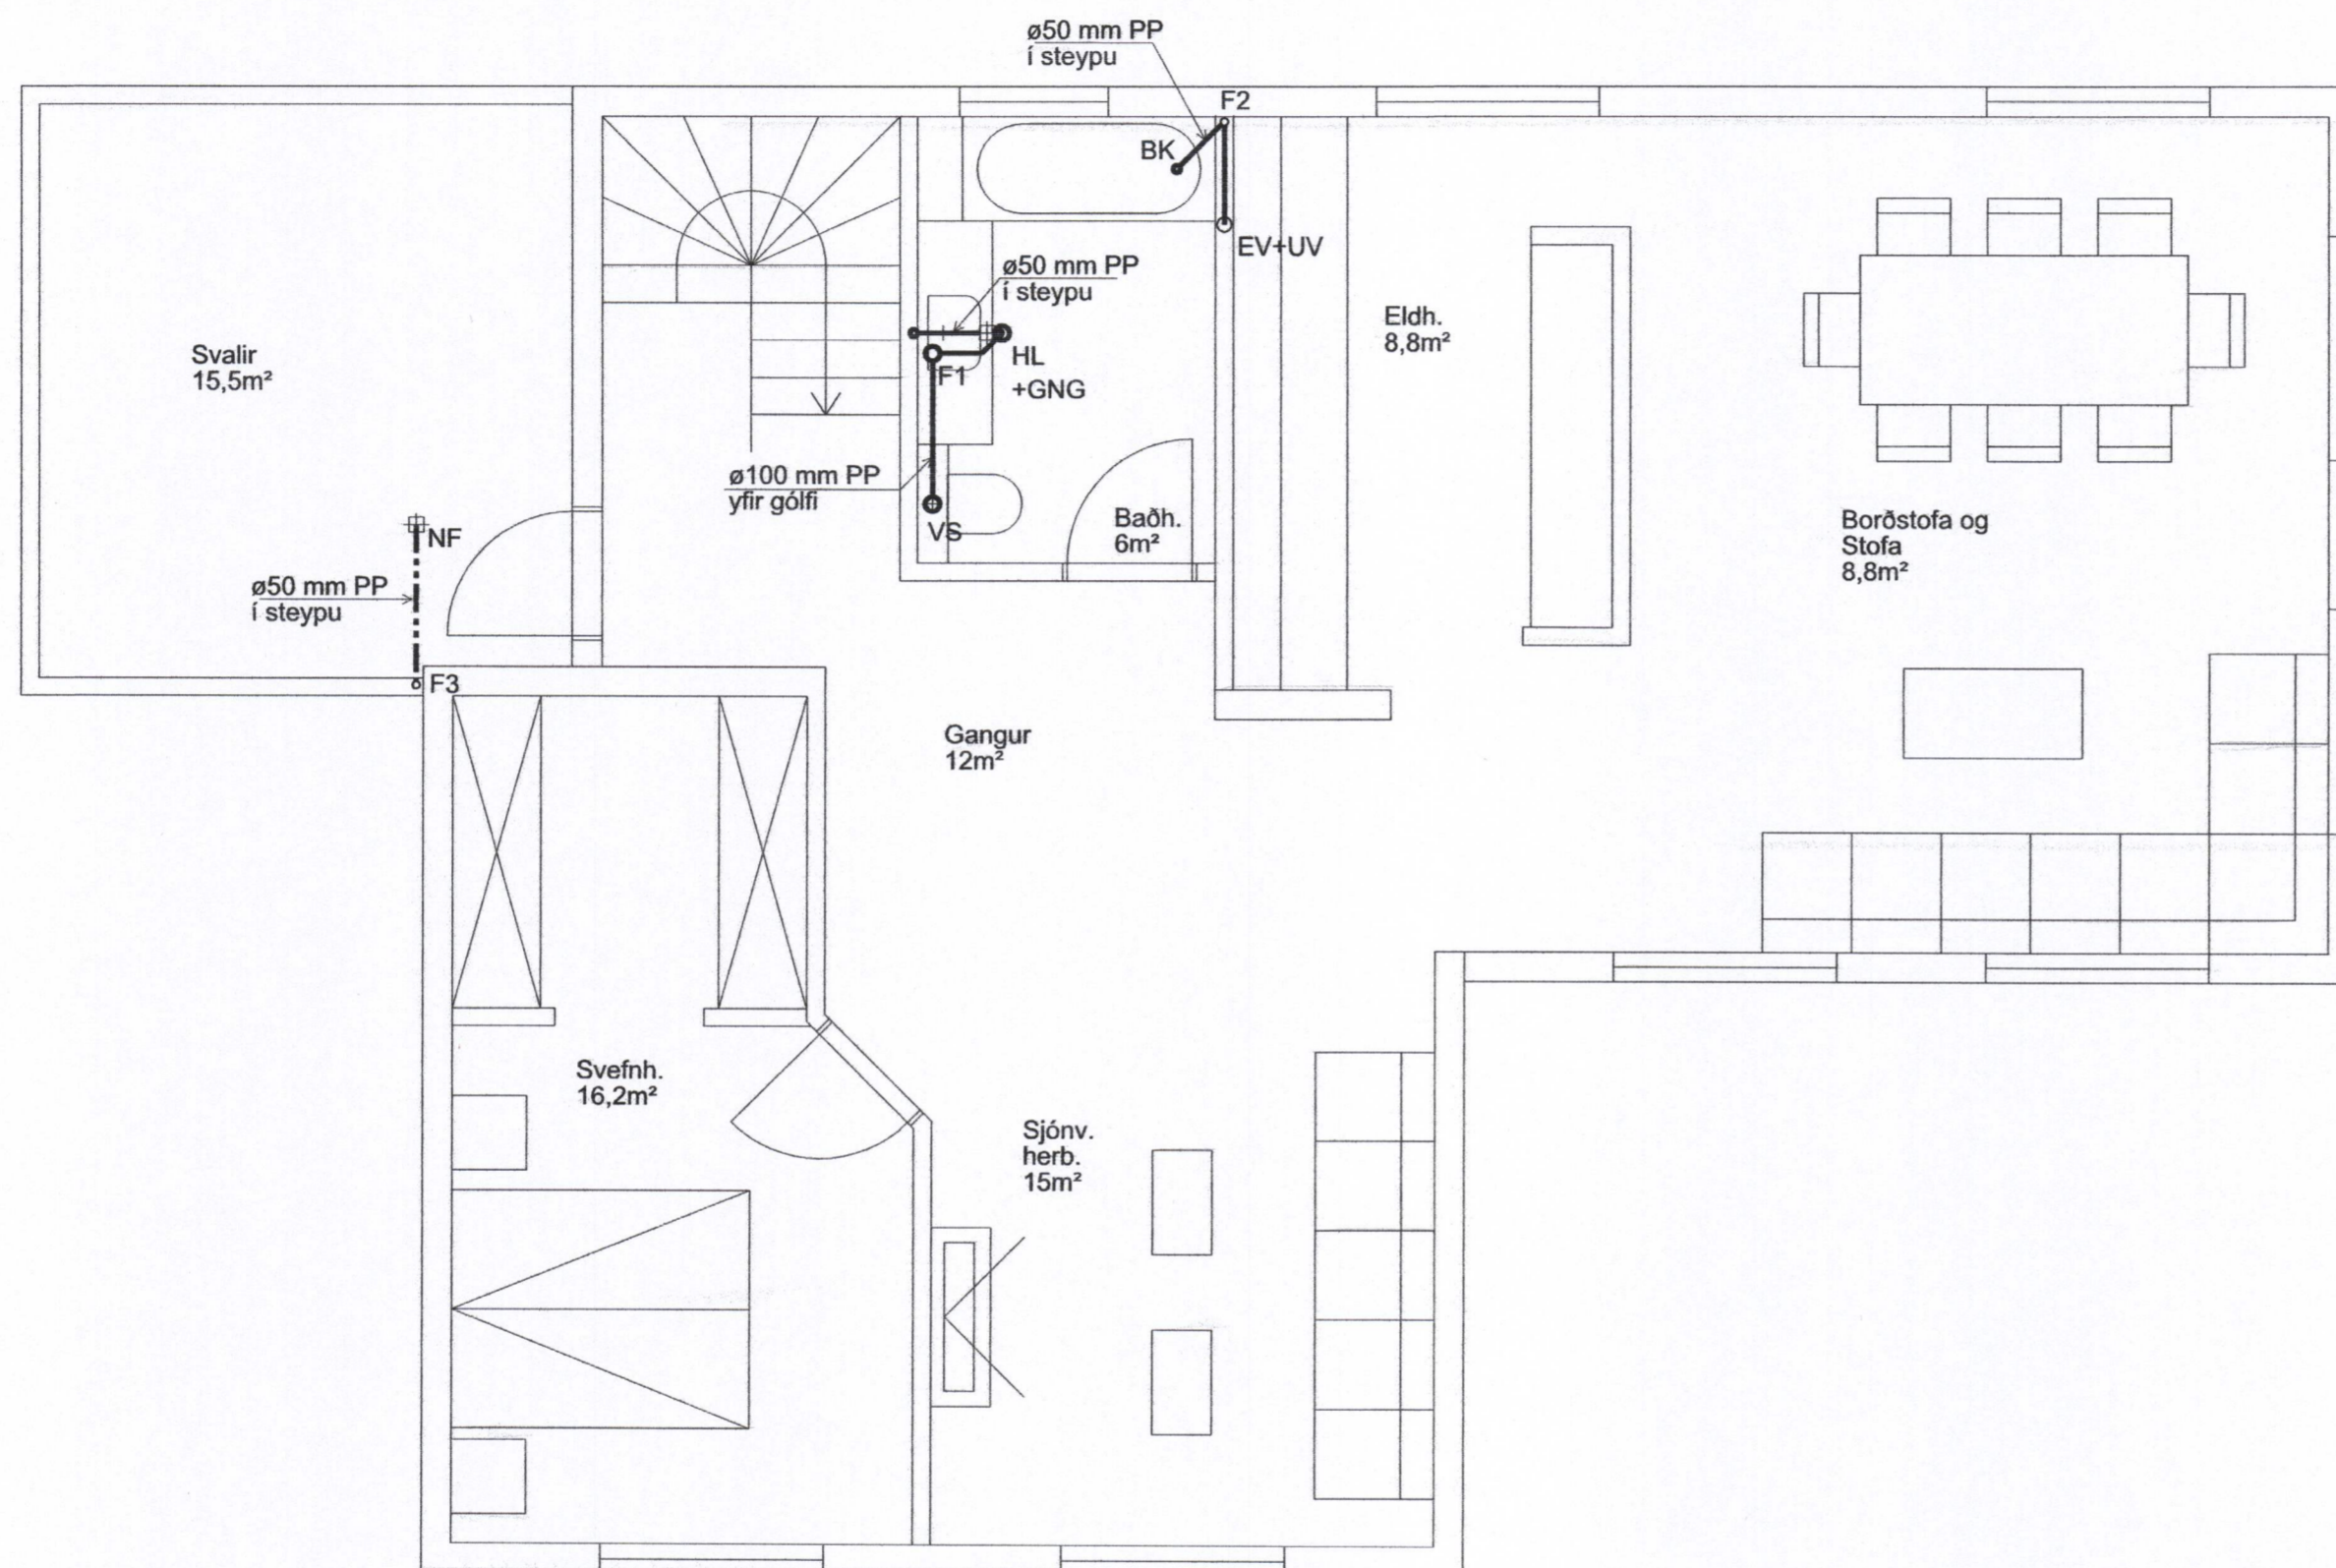 ø50 mm PP
í steypu
F2
BK
EV+UV
ø50 mm PP
í steypu
HL
+GNG
F1
Svalir
15,5m²
Eldh.
8,8m²
ø100 mm PP
yfir gólfi
VS
Baðh.
6m²
Borðstofa og
Stofa
8,8m²
NF
ø50 mm PP
í steypu
F3
Gangur
12m²
Svefnh.
16,2m²
Sjónv.
herb.
15m²